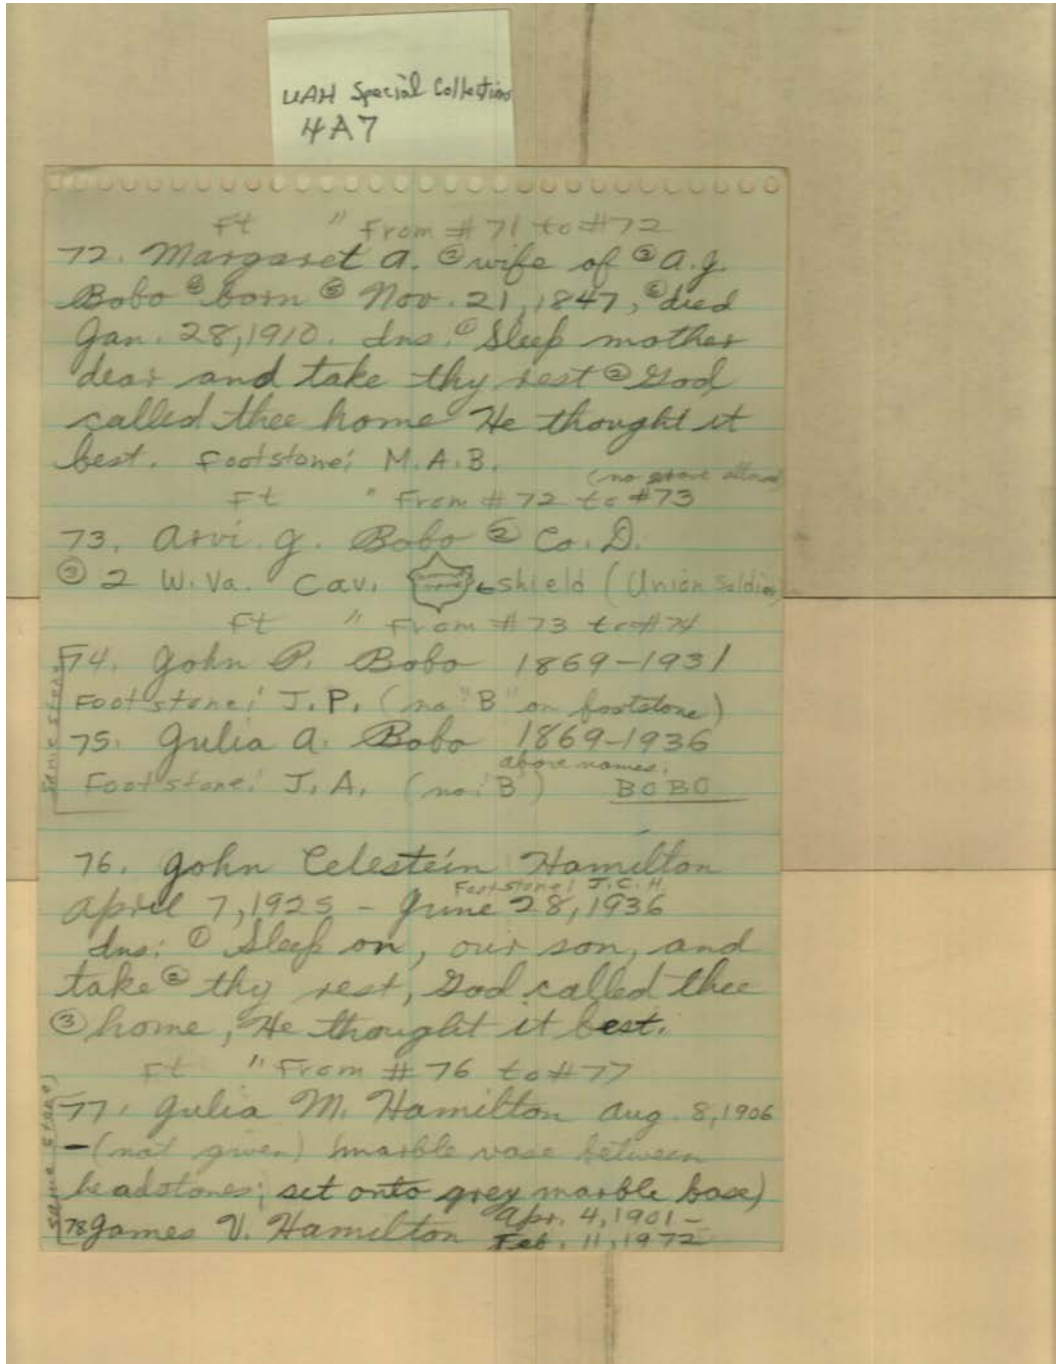 UAH Special Collections
4A7
Ft " From #71 to #72
72. Margaret A. ② wife of ③ A.J.
Bobo ④ born ⑤ Nov. 21, 1847, ⑥ died
Jan. 28, 1910. Ins. ① Sleep mother
dear and take thy rest ② God
called thee home He thought it
best. Footstone: M.A.B.
(no stone
Ft " From #72 to #73
73. Arvi. J. Bobo ② Co. D.
③ 2 W. Va. Cav. shield (Union Soldier)
Ft " From #73 to #74
74. John P. Bobo 1869-1931
Footstone: J.P. (no "B" on footstone)
75. Julia A. Bobo 1869-1936
above names:
Footstone: J.A. (no "B") BOBO
same stone
76. John Celestein Hamilton
Footstone: J.C.H.
April 7, 1925 - June 28, 1936
Ins: ① Sleep on, our son, and
take ② thy rest, God called thee
③ home, He thought it best.
Ft " From #76 to #77
77. Julia M. Hamilton Aug. 8, 1906
-(not given) (marble vase between
headstones; set onto grey marble base)
78 James V. Hamilton Apr. 4, 1901 -
Feb. 11, 1972
same stone)